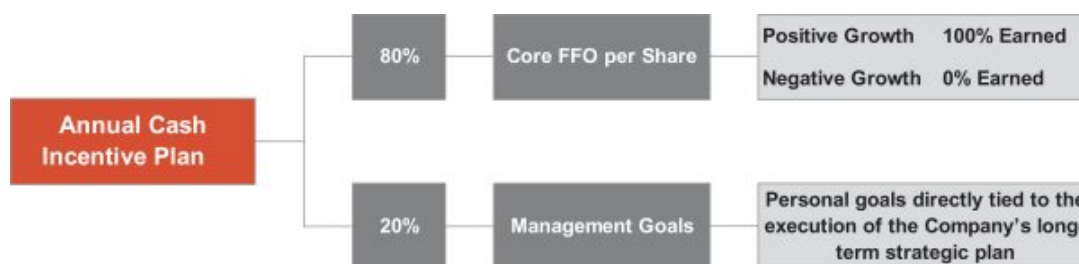 80%
Core FFO per Share
Positive Growth 100% Earned
Negative Growth 0% Earned
Annual Cash
Incentive Plan
20%
Management Goals
Personal goals directly tied to the
execution of the Company's long-
term strategic plan